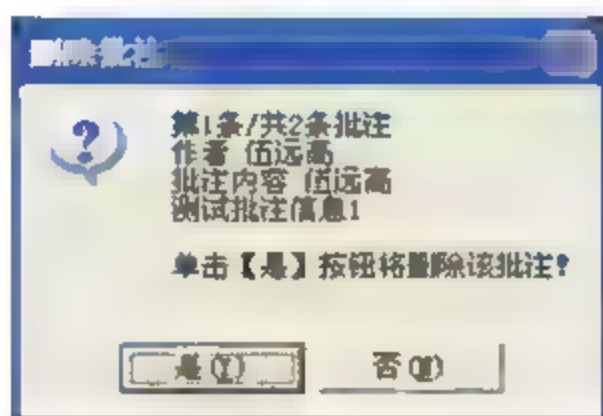 删除批注
第1条/共2条批注
作者 伍远高
批注内容 伍远高
测试批注信息1
单击【是】按钮将删除该批注!
是(Y)
否(N)